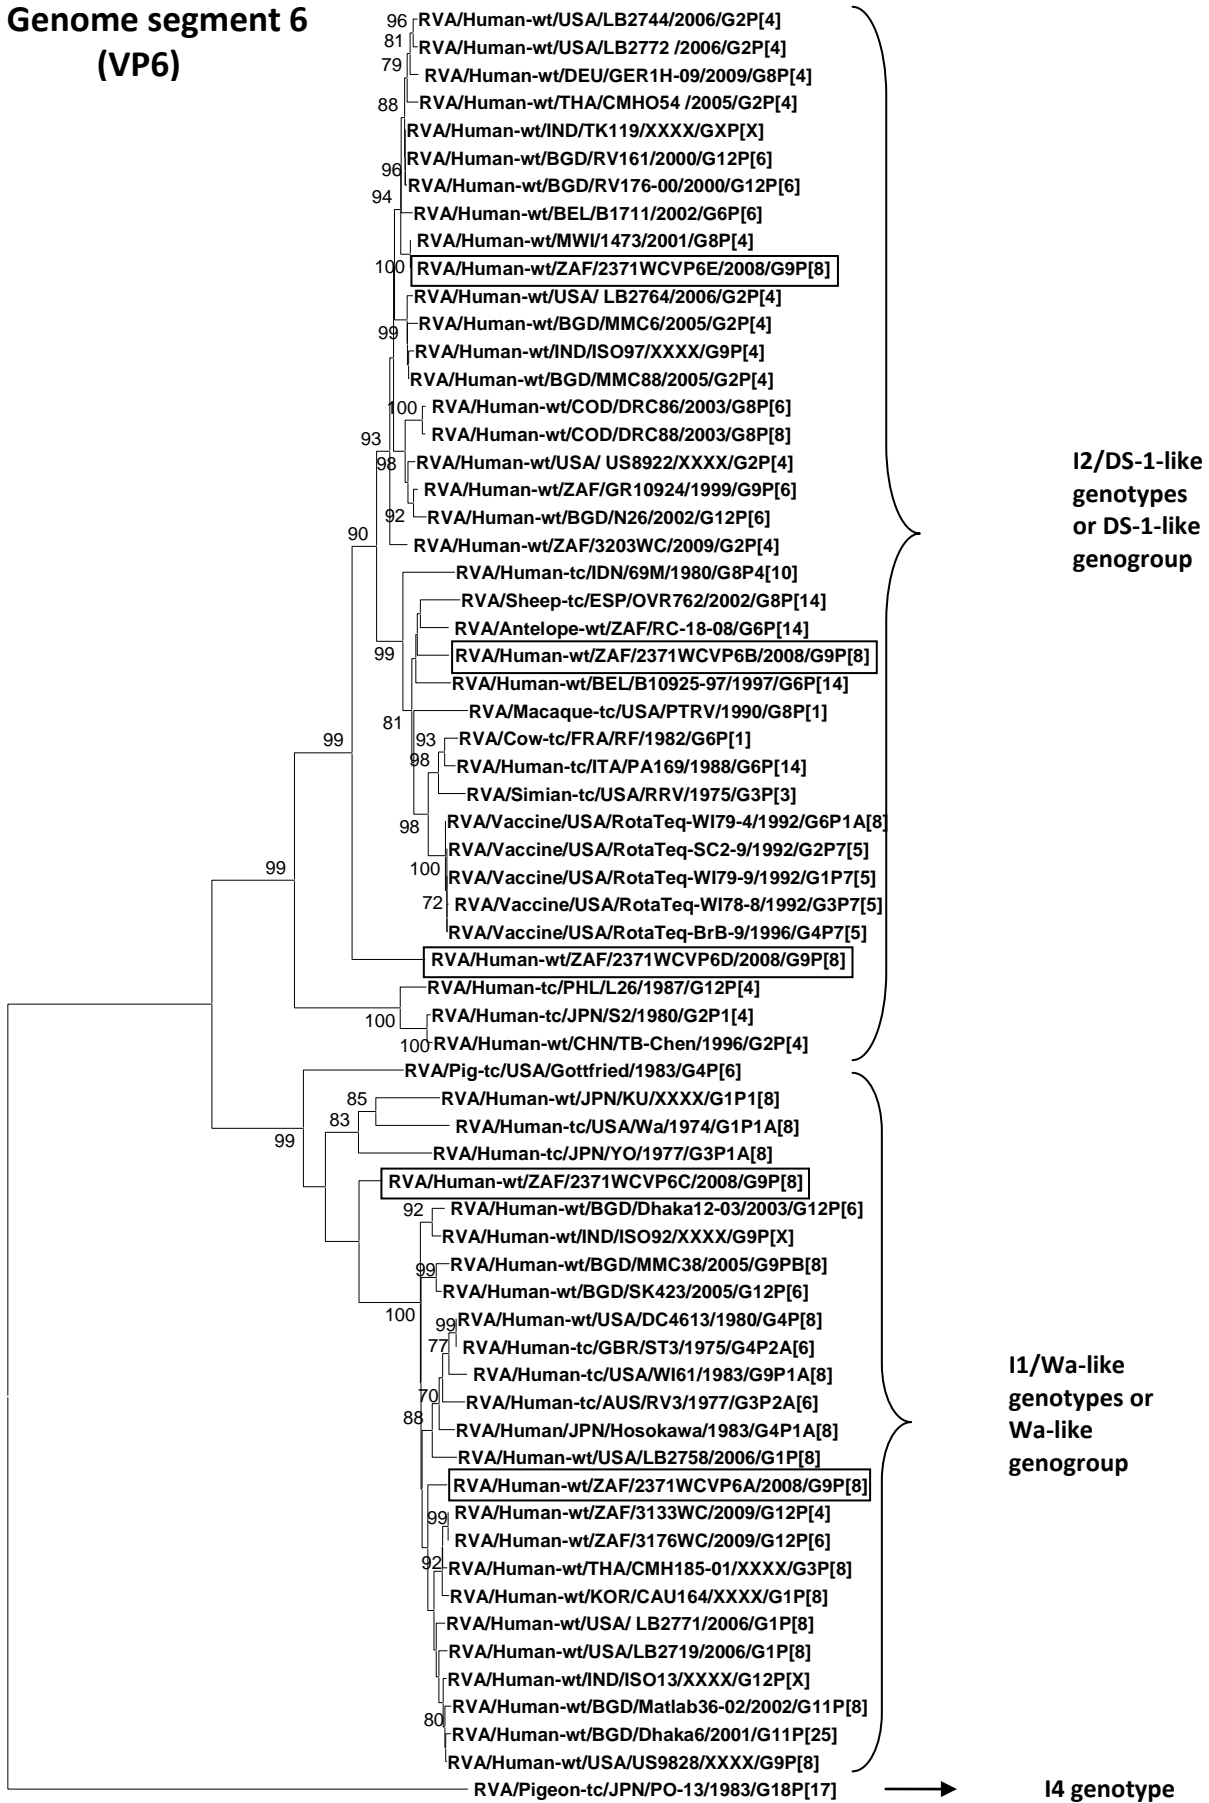 Genome segment 6
(VP6)
96
RVA/Human-wt/USA/LB2744/2006/G2P[4]
81
RVA/Human-wt/USA/LB2772 /2006/G2P[4]
79
RVA/Human-wt/DEU/GER1H-09/2009/G8P[4]
88
RVA/Human-wt/THA/CMHO54 /2005/G2P[4]
RVA/Human-wt/IND/TK119/XXXX/GXP[X]
RVA/Human-wt/BGD/RV161/2000/G12P[6]
96
RVA/Human-wt/BGD/RV176-00/2000/G12P[6]
94
RVA/Human-wt/BEL/B1711/2002/G6P[6]
RVA/Human-wt/MWI/1473/2001/G8P[4]
100
RVA/Human-wt/ZAF/2371WCVP6E/2008/G9P[8]
RVA/Human-wt/USA/ LB2764/2006/G2P[4]
99
RVA/Human-wt/BGD/MMC6/2005/G2P[4]
RVA/Human-wt/IND/ISO97/XXXX/G9P[4]
RVA/Human-wt/BGD/MMC88/2005/G2P[4]
100
RVA/Human-wt/COD/DRC86/2003/G8P[6]
93
RVA/Human-wt/COD/DRC88/2003/G8P[8]
98
RVA/Human-wt/USA/ US8922/XXXX/G2P[4]
RVA/Human-wt/ZAF/GR10924/1999/G9P[6]
92
RVA/Human-wt/BGD/N26/2002/G12P[6]
90
RVA/Human-wt/ZAF/3203WC/2009/G2P[4]
RVA/Human-tc/IDN/69M/1980/G8P4[10]
RVA/Sheep-tc/ESP/OVR762/2002/G8P[14]
RVA/Antelope-wt/ZAF/RC-18-08/G6P[14]
99
RVA/Human-wt/ZAF/2371WCVP6B/2008/G9P[8]
RVA/Human-wt/BEL/B10925-97/1997/G6P[14]
81
RVA/Macaque-tc/USA/PTRV/1990/G8P[1]
99
93
RVA/Cow-tc/FRA/RF/1982/G6P[1]
98
RVA/Human-tc/ITA/PA169/1988/G6P[14]
RVA/Simian-tc/USA/RRV/1975/G3P[3]
98
RVA/Vaccine/USA/RotaTeq-WI79-4/1992/G6P1A[8]
RVA/Vaccine/USA/RotaTeq-SC2-9/1992/G2P7[5]
99
100
RVA/Vaccine/USA/RotaTeq-WI79-9/1992/G1P7[5]
72
RVA/Vaccine/USA/RotaTeq-WI78-8/1992/G3P7[5]
RVA/Vaccine/USA/RotaTeq-BrB-9/1996/G4P7[5]
RVA/Human-wt/ZAF/2371WCVP6D/2008/G9P[8]
RVA/Human-tc/PHL/L26/1987/G12P[4]
100
RVA/Human-tc/JPN/S2/1980/G2P1[4]
100
RVA/Human-wt/CHN/TB-Chen/1996/G2P[4]
I2/DS-1-like
genotypes
or DS-1-like
genogroup
RVA/Pig-tc/USA/Gottfried/1983/G4P[6]
85
RVA/Human-wt/JPN/KU/XXXX/G1P1[8]
83
RVA/Human-tc/USA/Wa/1974/G1P1A[8]
99
RVA/Human-tc/JPN/YO/1977/G3P1A[8]
RVA/Human-wt/ZAF/2371WCVP6C/2008/G9P[8]
92
RVA/Human-wt/BGD/Dhaka12-03/2003/G12P[6]
RVA/Human-wt/IND/ISO92/XXXX/G9P[X]
99
RVA/Human-wt/BGD/MMC38/2005/G9PB[8]
RVA/Human-wt/BGD/SK423/2005/G12P[6]
100
99
RVA/Human-wt/USA/DC4613/1980/G4P[8]
77
RVA/Human-tc/GBR/ST3/1975/G4P2A[6]
RVA/Human-tc/USA/WI61/1983/G9P1A[8]
70
RVA/Human-tc/AUS/RV3/1977/G3P2A[6]
88
RVA/Human/JPN/Hosokawa/1983/G4P1A[8]
RVA/Human-wt/USA/LB2758/2006/G1P[8]
RVA/Human-wt/ZAF/2371WCVP6A/2008/G9P[8]
99
RVA/Human-wt/ZAF/3133WC/2009/G12P[4]
RVA/Human-wt/ZAF/3176WC/2009/G12P[6]
92
RVA/Human-wt/THA/CMH185-01/XXXX/G3P[8]
RVA/Human-wt/KOR/CAU164/XXXX/G1P[8]
RVA/Human-wt/USA/ LB2771/2006/G1P[8]
RVA/Human-wt/USA/LB2719/2006/G1P[8]
RVA/Human-wt/IND/ISO13/XXXX/G12P[X]
RVA/Human-wt/BGD/Matlab36-02/2002/G11P[8]
80
RVA/Human-wt/BGD/Dhaka6/2001/G11P[25]
RVA/Human-wt/USA/US9828/XXXX/G9P[8]
I1/Wa-like
genotypes or
Wa-like
genogroup
RVA/Pigeon-tc/JPN/PO-13/1983/G18P[17]
I4 genotype